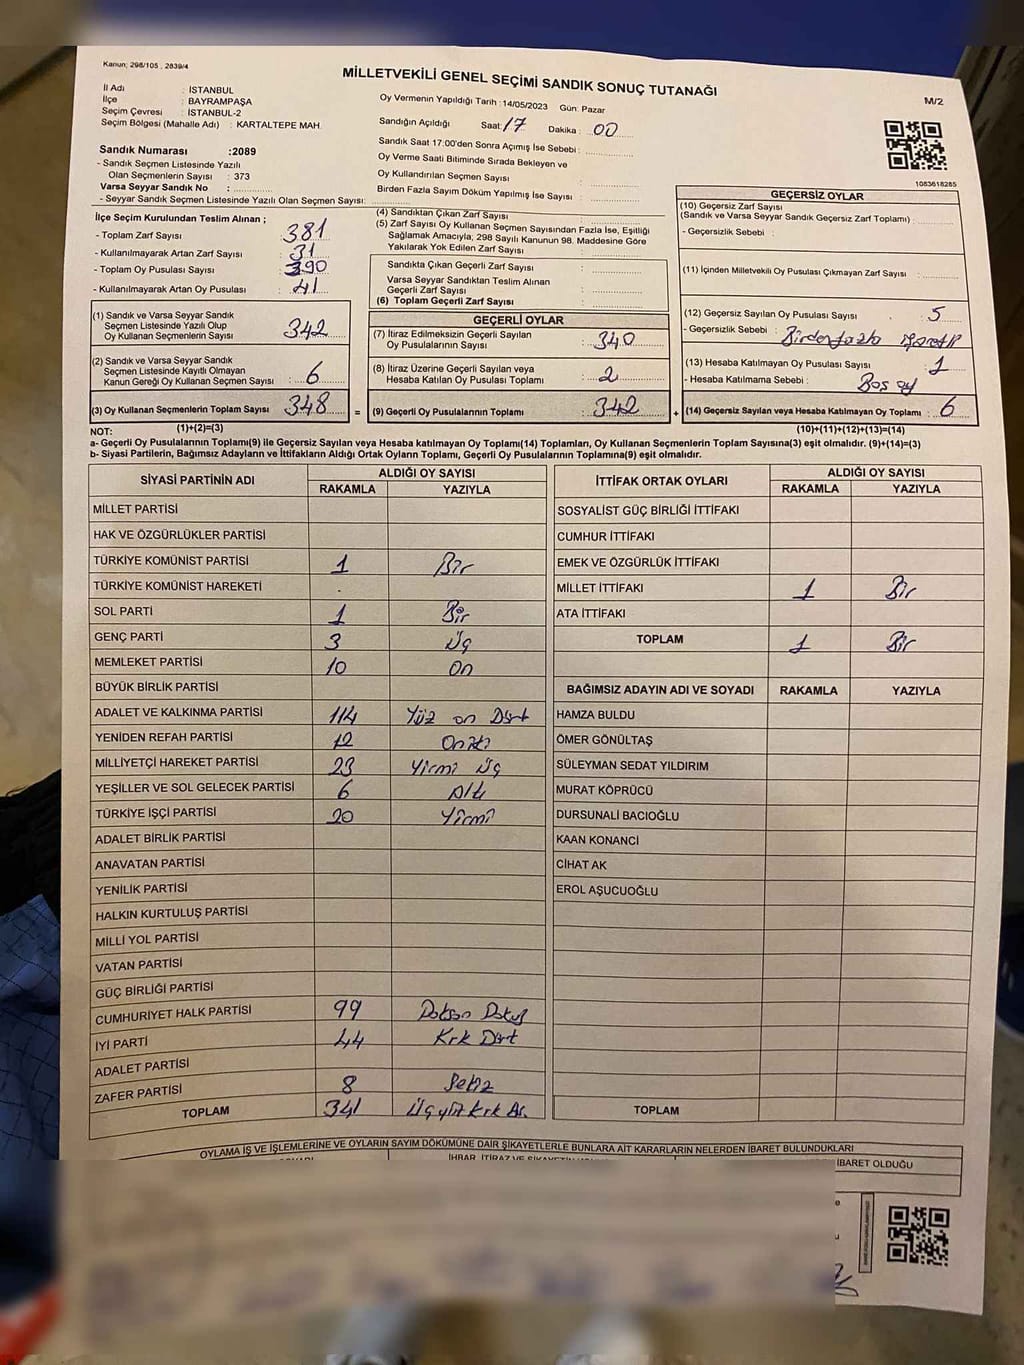 Kanun; 298/105 , 2839/4
MİLLETVEKİLİ GENEL SEÇİMİ SANDIK SONUÇ TUTANAĞI
M/2
İl Adı : İSTANBUL
İlçe : BAYRAMPAŞA
Seçim Çevresi : İSTANBUL-2
Seçim Bölgesi (Mahalle Adı) : KARTALTEPE MAH.
Oy Vermenin Yapıldığı Tarih : 14/05/2023 Gün: Pazar
Sandığın Açıldığı Saat: 17 Dakika : 00
Sandık Saat 17:00'den Sonra Açımış İse Sebebi :
Oy Verme Saati Bitiminde Sırada Bekleyen ve
Oy Kullandırılan Seçmen Sayısı :
Birden Fazla Sayım Döküm Yapılmış İse Sayısı :
1083618285
Sandık Numarası :2089
- Sandık Seçmen Listesinde Yazılı
Olan Seçmenlerin Sayısı : 373
Varsa Seyyar Sandık No :
- Seyyar Sandık Seçmen Listesinde Yazılı Olan Seçmen Sayısı:
İlçe Seçim Kurulundan Teslim Alınan ;
- Toplam Zarf Sayısı : 381
- Kullanılmayarak Artan Zarf Sayısı : 31
- Toplam Oy Pusulası Sayısı : 390
- Kullanılmayarak Artan Oy Pusulası : 41
(1) Sandık ve Varsa Seyyar Sandık
Seçmen Listesinde Yazılı Olup
Oy Kullanan Seçmenlerin Sayısı : 342
(2) Sandık ve Varsa Seyyar Sandık
Seçmen Listesinde Kayıtlı Olmayan
Kanun Gereği Oy Kullanan Seçmen Sayısı : 6
(3) Oy Kullanan Seçmenlerin Toplam Sayısı : 348
(1)+(2)=(3)
(4) Sandıktan Çıkan Zarf Sayısı :
(5) Zarf Sayısı Oy Kullanan Seçmen Sayısından Fazla İse, Eşitliği
Sağlamak Amacıyla; 298 Sayılı Kanunun 98. Maddesine Göre
Yakılarak Yok Edilen Zarf Sayısı :
Sandıkta Çıkan Geçerli Zarf Sayısı :
Varsa Seyyar Sandıktan Teslim Alınan
Geçerli Zarf Sayısı :
(6) Toplam Geçerli Zarf Sayısı :
GEÇERLİ OYLAR
(7) İtiraz Edilmeksizin Geçerli Sayılan
Oy Pusulalarının Sayısı : 340
(8) İtiraz Üzerine Geçerli Sayılan veya
Hesaba Katılan Oy Pusulası Toplamı : 2
= (9) Geçerli Oy Pusulalarının Toplamı : 342
GEÇERSİZ OYLAR
(10) Geçersiz Zarf Sayısı
(Sandık ve Varsa Seyyar Sandık Geçersiz Zarf Toplamı) :
- Geçersizlik Sebebi :
(11) İçinden Milletvekili Oy Pusulası Çıkmayan Zarf Sayısı :
(12) Geçersiz Sayılan Oy Pusulası Sayısı : 5
- Geçersizlik Sebebi : Birden fazla işaretli
(13) Hesaba Katılmayan Oy Pusulası Sayısı : 1
- Hesaba Katılmama Sebebi : Boş oy
+ (14) Geçersiz Sayılan veya Hesaba Katılmayan Oy Toplamı : 6
(10)+(11)+(12)+(13)=(14)
NOT:
a- Geçerli Oy Pusulalarının Toplamı(9) ile Geçersiz Sayılan veya Hesaba katılmayan Oy Toplamı(14) Toplamları, Oy Kullanan Seçmenlerin Toplam Sayısına(3) eşit olmalıdır. (9)+(14)=(3)
b- Siyasi Partilerin, Bağımsız Adayların ve İttifakların Aldığı Ortak Oyların Toplamı, Geçerli Oy Pusulalarının Toplamına(9) eşit olmalıdır.
SİYASİ PARTİNİN ADI ALDIĞI OY SAYISI
RAKAMLA YAZIYLA
MİLLET PARTİSİ
HAK VE ÖZGÜRLÜKLER PARTİSİ
TÜRKİYE KOMÜNİST PARTİSİ 1 Bir
TÜRKİYE KOMÜNİST HAREKETİ
SOL PARTİ 1 Bir
GENÇ PARTİ 3 Üç
MEMLEKET PARTİSİ 10 On
BÜYÜK BİRLİK PARTİSİ
ADALET VE KALKINMA PARTİSİ 114 Yüz on Dört
YENİDEN REFAH PARTİSİ 12 Oniki
MİLLİYETÇİ HAREKET PARTİSİ 23 Yirmi Üç
YEŞİLLER VE SOL GELECEK PARTİSİ 6 Altı
TÜRKİYE İŞÇİ PARTİSİ 20 Yirmi
ADALET BİRLİK PARTİSİ
ANAVATAN PARTİSİ
YENİLİK PARTİSİ
HALKIN KURTULUŞ PARTİSİ
MİLLİ YOL PARTİSİ
VATAN PARTİSİ
GÜÇ BİRLİĞİ PARTİSİ
CUMHURİYET HALK PARTİSİ 99 Doksan Dokuz
İYİ PARTİ 44 Kırk Dört
ADALET PARTİSİ
ZAFER PARTİSİ 8 Sekiz
TOPLAM 341 Üçyüz Kırk Bir
İTTİFAK ORTAK OYLARI ALDIĞI OY SAYISI
RAKAMLA YAZIYLA
SOSYALİST GÜÇ BİRLİĞİ İTTİFAKI
CUMHUR İTTİFAKI
EMEK VE ÖZGÜRLÜK İTTİFAKI
MİLLET İTTİFAKI 1 Bir
ATA İTTİFAKI
TOPLAM 1 Bir
BAĞIMSIZ ADAYIN ADI VE SOYADI RAKAMLA YAZIYLA
HAMZA BULDU
ÖMER GÖNÜLTAŞ
SÜLEYMAN SEDAT YILDIRIM
MURAT KÖPRÜCÜ
DURSUNALİ BACIOĞLU
KAAN KONANCİ
CİHAT AK
EROL AŞUCUOĞLU
TOPLAM
OYLAMA İŞ VE İŞLEMLERİNE VE OYLARIN SAYIM DÖKÜMÜNE DAİR ŞİKAYETLERLE BUNLARA AİT KARARLARIN NELERDEN İBARET BULUNDUKLARI
İHBAR, İTİRAZ VE
İBARET OLDUĞU